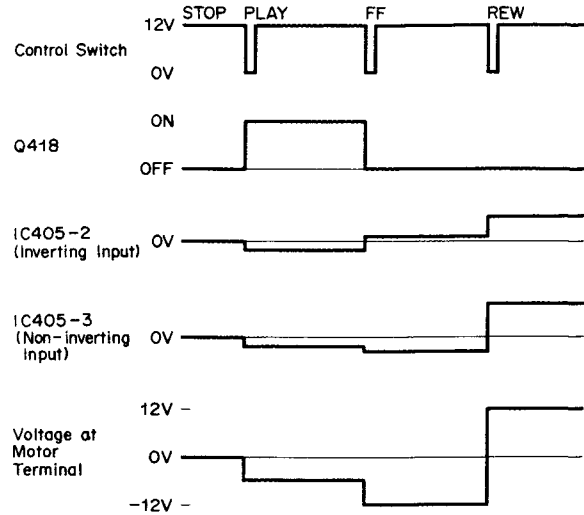 STOP PLAY FF REW
12V
Control Switch
0V
ON
Q418
OFF
IC405-2
(Inverting Input)
0V
IC405-3
(Non-inverting
Input)
0V
12V
Voltage at
Motor
Terminal
0V
-12V